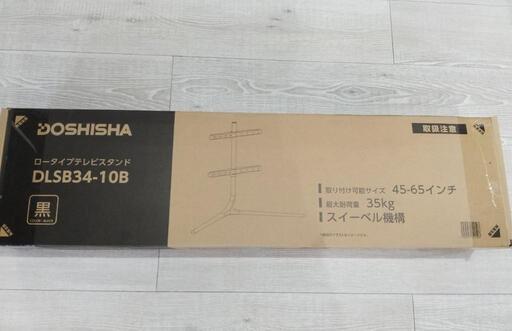 DOSHISHA
取扱注意
ロータイプテレビスタンド
DLSB34-10B
黒
取り付け可能サイズ 45-65インチ
最大耐荷重 35kg
スイーベル機構